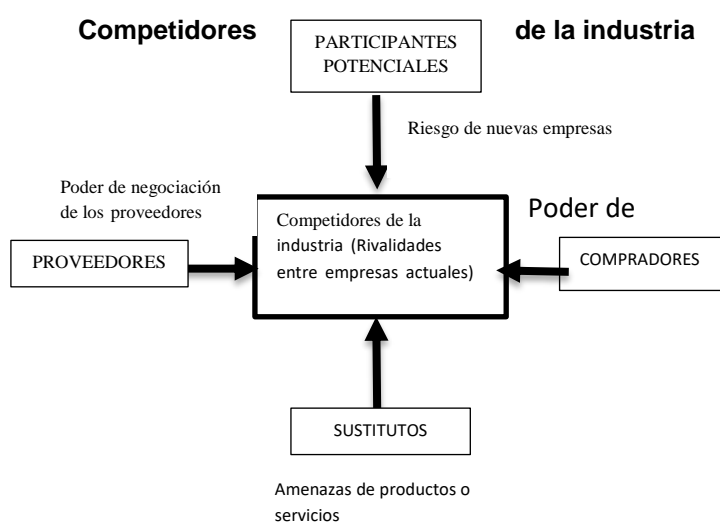 Competidores de la industria
PARTICIPANTES
POTENCIALES
Riesgo de nuevas empresas
Poder de negociación
de los proveedores
Poder de
Competidores de la
industria (Rivalidades
entre empresas actuales)
PROVEEDORES
COMPRADORES
SUSTITUTOS
Amenazas de productos o
servicios